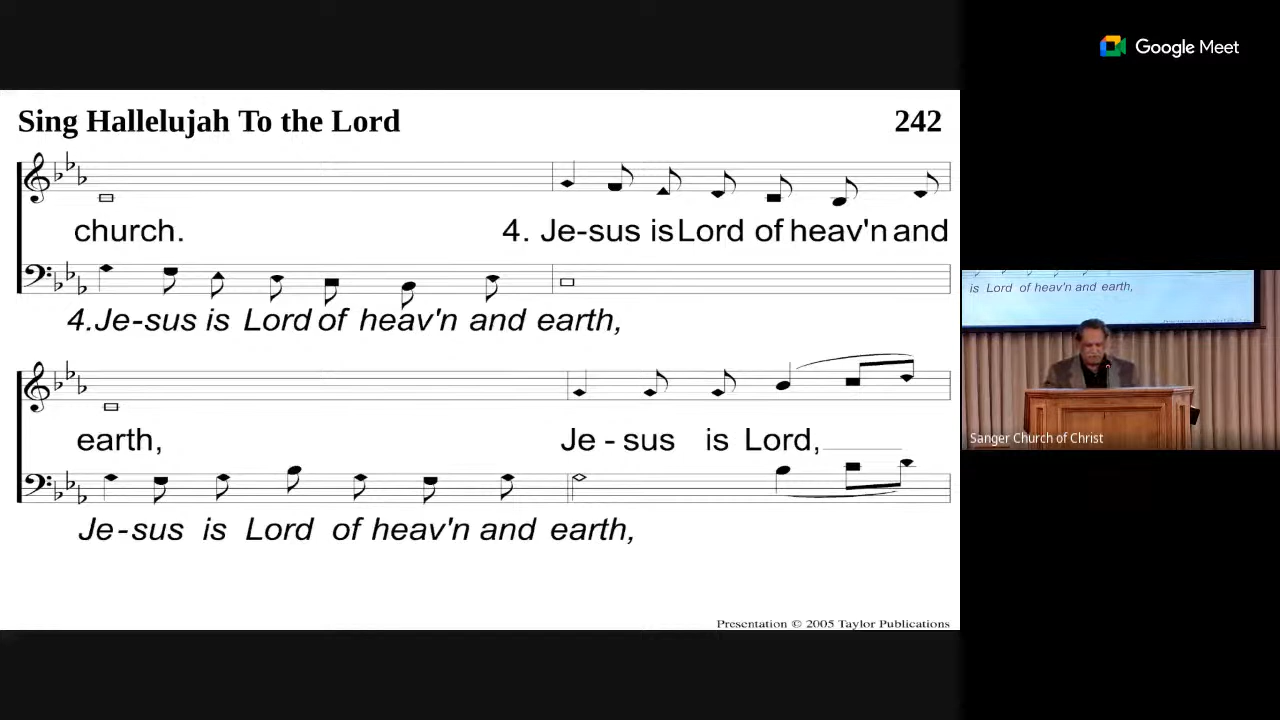 Google Meet
Sing Hallelujah To the Lord 242
church. 4. Je-sus is Lord of heav'n and
4.Je-sus is Lord of heav'n and earth,
earth, Je - sus is Lord,
Je-sus is Lord of heav'n and earth,
Presentation © 2005 Taylor Publications
is Lord of heav'n and earth,
Sanger Church of Christ